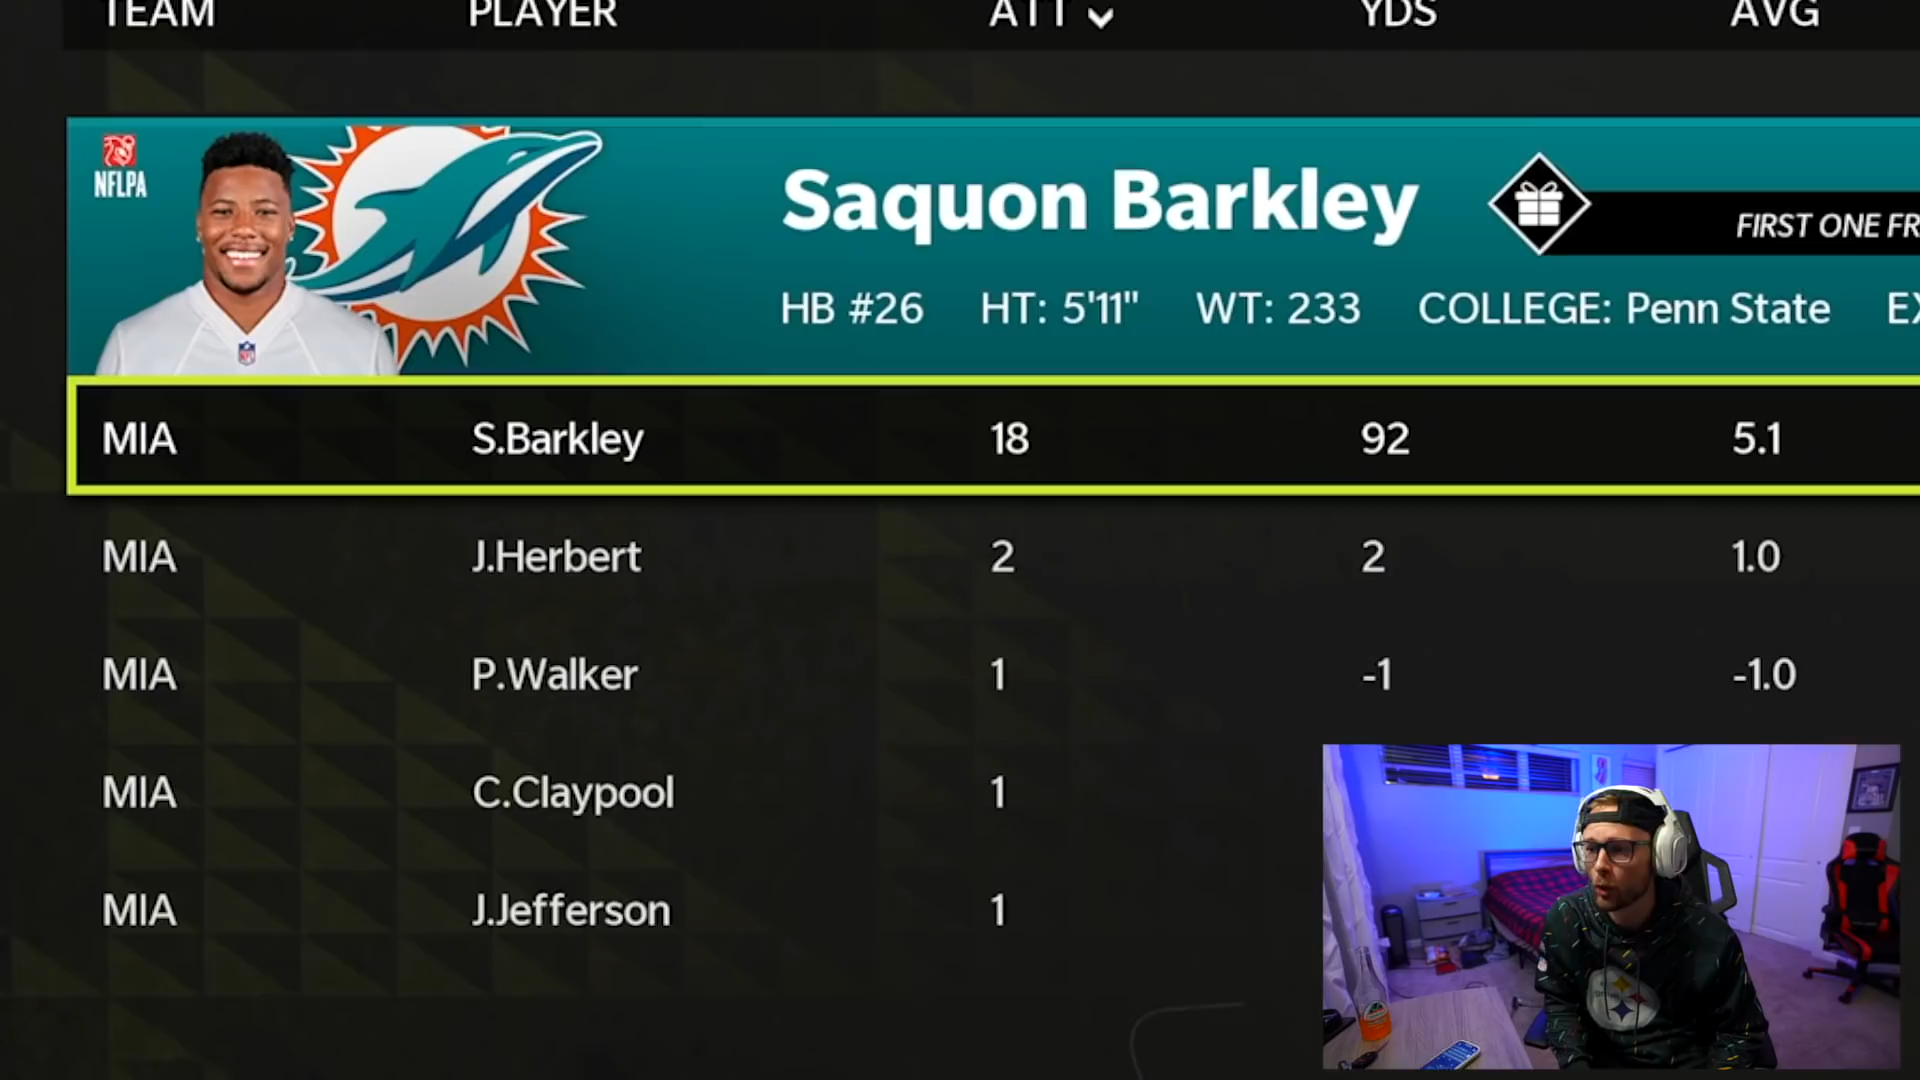 TEAM PLAYER ATT YDS AVG
NFLPA
Saquon Barkley
FIRST ONE FR
HB #26 HT: 5'11" WT: 233 COLLEGE: Penn State EX
MIA S.Barkley 18 92 5.1
MIA J.Herbert 2 2 1.0
MIA P.Walker 1 -1 -1.0
MIA C.Claypool 1
MIA J.Jefferson 1